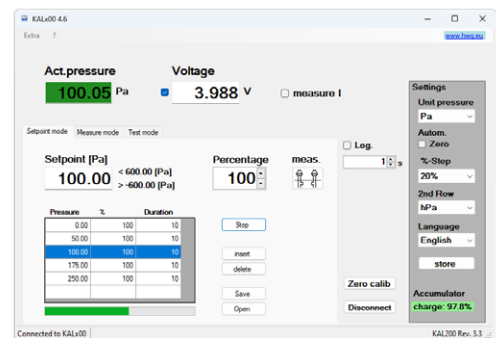 KALx00 4.6
Extra ?
www.hwg.eu
Act.pressure Voltage
100.05 Pa 3.988 V measure I
Setpoint mode Measure mode Test mode
Setpoint [Pa] Percentage meas.
100.00 < 600.00 [Pa] 100
> -600.00 [Pa]
Pressure % Duration
0.00 100 10
50.00 100 10
100.00 100 10
175.00 100 10
250.00 100 10
Stop
insert
delete
Save
Open
Log.
1 s
Zero calib
Disconnect
Settings
Unit pressure
Pa
Autom.
Zero
%-Step
20%
2nd Row
hPa
Language
English
store
Accumulator
charge: 97.8%
Connected to KALx00 KAL200 Rev. 3.3